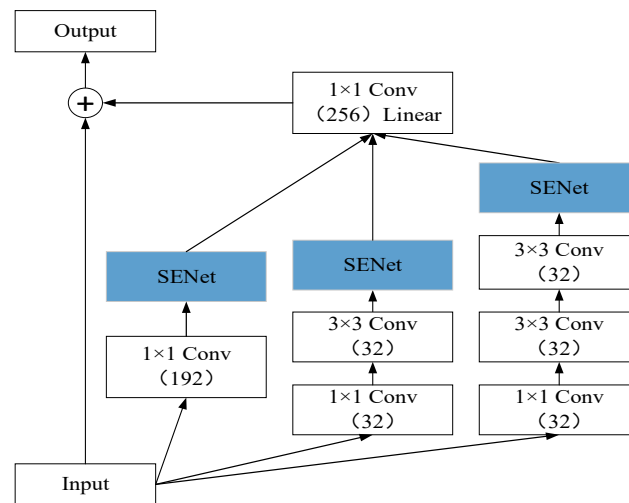 Output
1×1 Conv
（256）Linear
SENet
3×3 Conv
（32）
SENet
SENet
3×3 Conv
（32）
3×3 Conv
（32）
1×1 Conv
（192）
1×1 Conv
（32）
1×1 Conv
（32）
Input
+